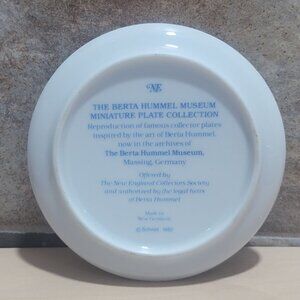 NE
THE BERTA HUMMEL MUSEUM
MINIATURE PLATE COLLECTION
Reproduction of famous collector plates
inspired by the art of Berta Hummel,
now in the archives of
The Berta Hummel Museum,
Massing, Germany
Offered by
The New England Collectors Society
and authorized by the legal heirs
of Berta Hummel
Made in
Germany
© Schmid